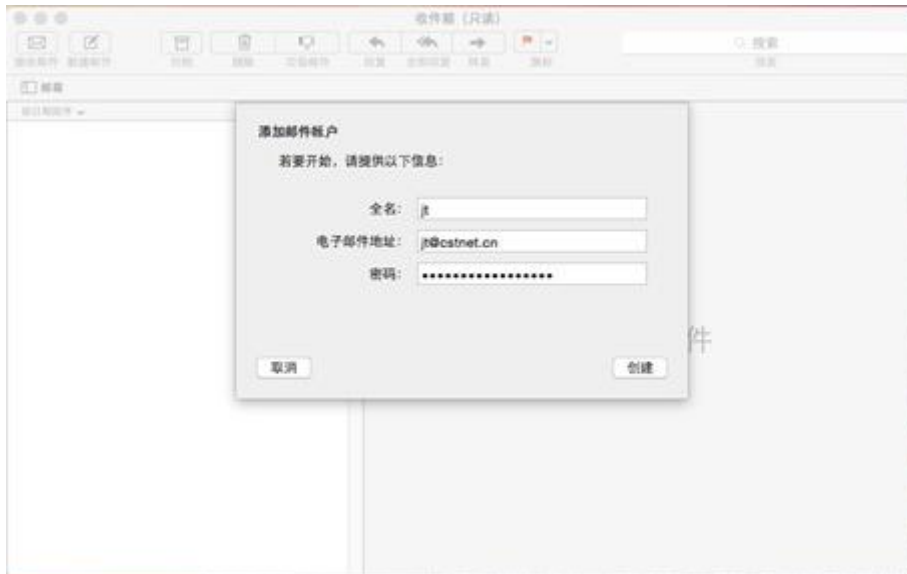 收件箱（只读）
搜索
邮箱
添加邮件帐户
若要开始，请提供以下信息：
全名： jt
电子邮件地址： jt@cstnet.cn
密码： •••••••••••••••••
件
取消
创建